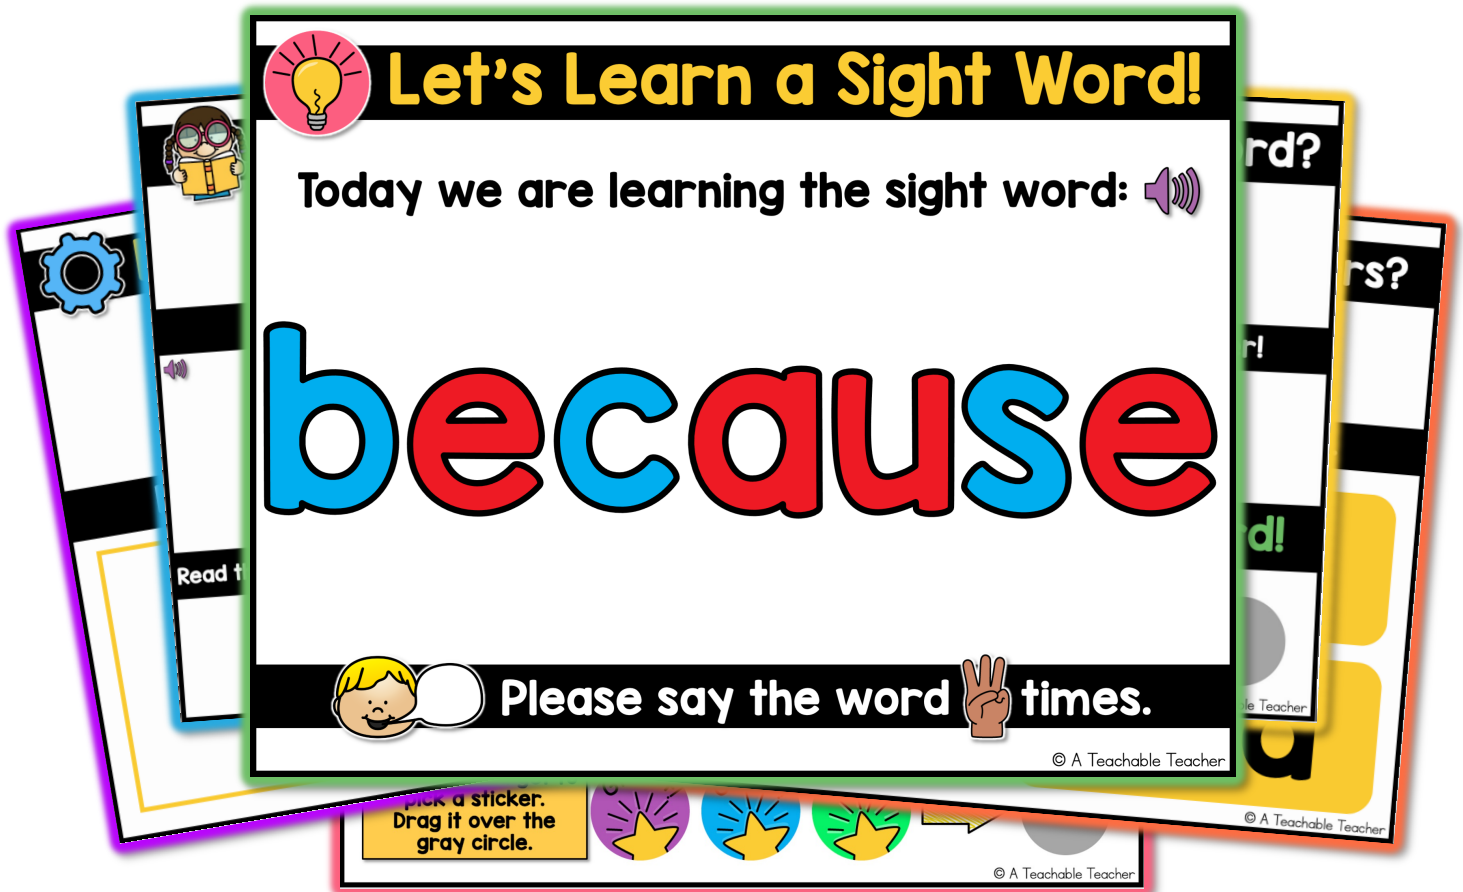 Let's Learn a Sight Word!
Today we are learning the sight word:
because
Please say the word
times.
© A Teachable Teacher
rd?
r!
d!
le Teacher
rs?
a
© A Teachable Teacher
Read t
pick a sticker.
Drag it over the
gray circle.
© A Teachable Teacher